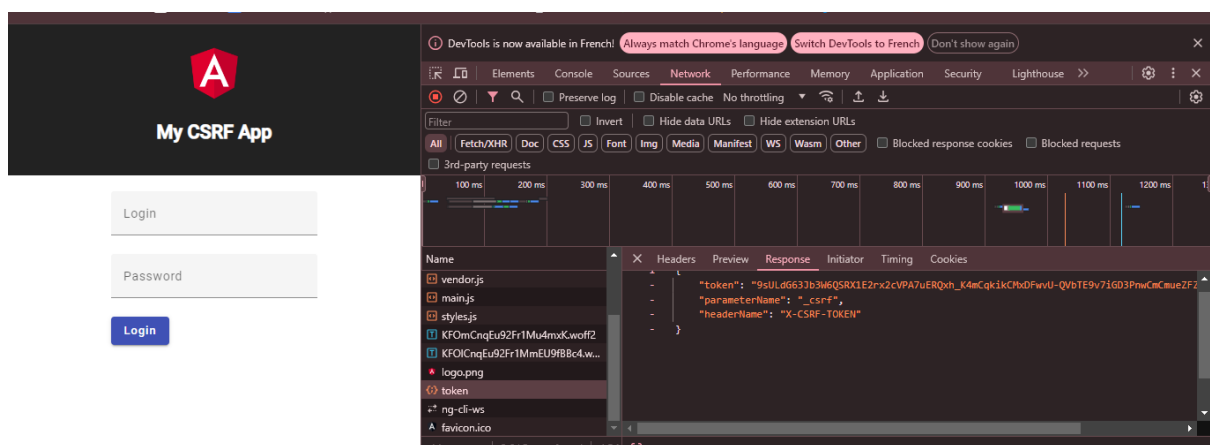 My CSRF App
Login
Password
Login
DevTools is now available in French! Always match Chrome's language Switch DevTools to French Don't show again
Elements Console Sources Network Performance Memory Application Security Lighthouse
Preserve log Disable cache No throttling
Filter Invert Hide data URLs Hide extension URLs
All Fetch/XHR Doc CSS JS Font Img Media Manifest WS Wasm Other Blocked response cookies Blocked requests
3rd-party requests
100 ms 200 ms 300 ms 400 ms 500 ms 600 ms 700 ms 800 ms 900 ms 1000 ms 1100 ms 1200 ms
Name
vendor.js
main.js
styles.js
KFOmCnqEu92Fr1Mu4mxK.woff2
KFOlCnqEu92Fr1MmEU9fBBc4.w...
logo.png
token
ng-cli-ws
favicon.ico
Headers Preview Response Initiator Timing Cookies
{
- "token":
- "parameterName": "_csrf",
- "headerName": "X-CSRF-TOKEN"
- }